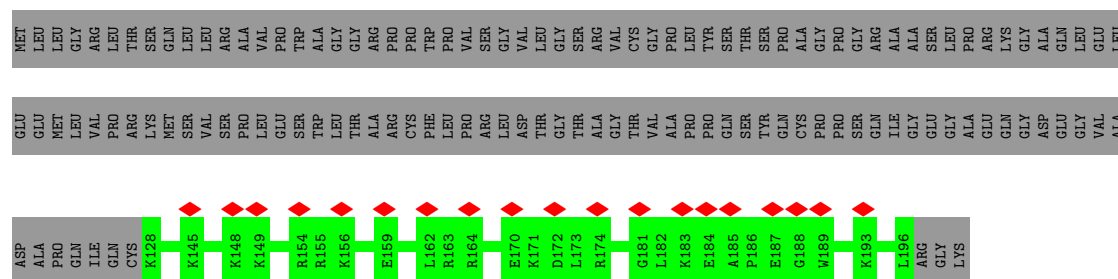 MET LEU LEU GLY ARG LEU THR SER GLN LEU LEU ARG ALA VAL PRO TRP ALA GLY GLY ARG PRO PRO TRP PRO VAL SER GLY VAL LEU GLY SER ARG VAL CYS GLY PRO LEU TYR SER THR SER PRO ALA GLY PRO GLY ARG ALA ALA SER LEU PRO ARG LYS GLY ALA GLN LEU GLU LEU
GLU GLU MET LEU VAL PRO ARG LYS MET SER VAL SER PRO LEU GLU SER TRP LEU THR ALA ARG CYS PHE LEU PRO ARG LEU ASP THR GLY THR ALA GLY THR VAL ALA PRO PRO GLN SER TYR GLN CYS PRO PRO SER GLN ILE GLY GLU GLY ALA GLU GLN GLY ASP GLU GLY VAL ALA
ASP ALA PRO GLN ILE GLN CYS K128 K145 K148 K149 R154 R155 K156 E159 L162 R163 R164 E170 K171 D172 L173 R174 G181 L182 K183 E184 A185 P186 E187 G188 W189 K193 L196 ARG GLY LYS